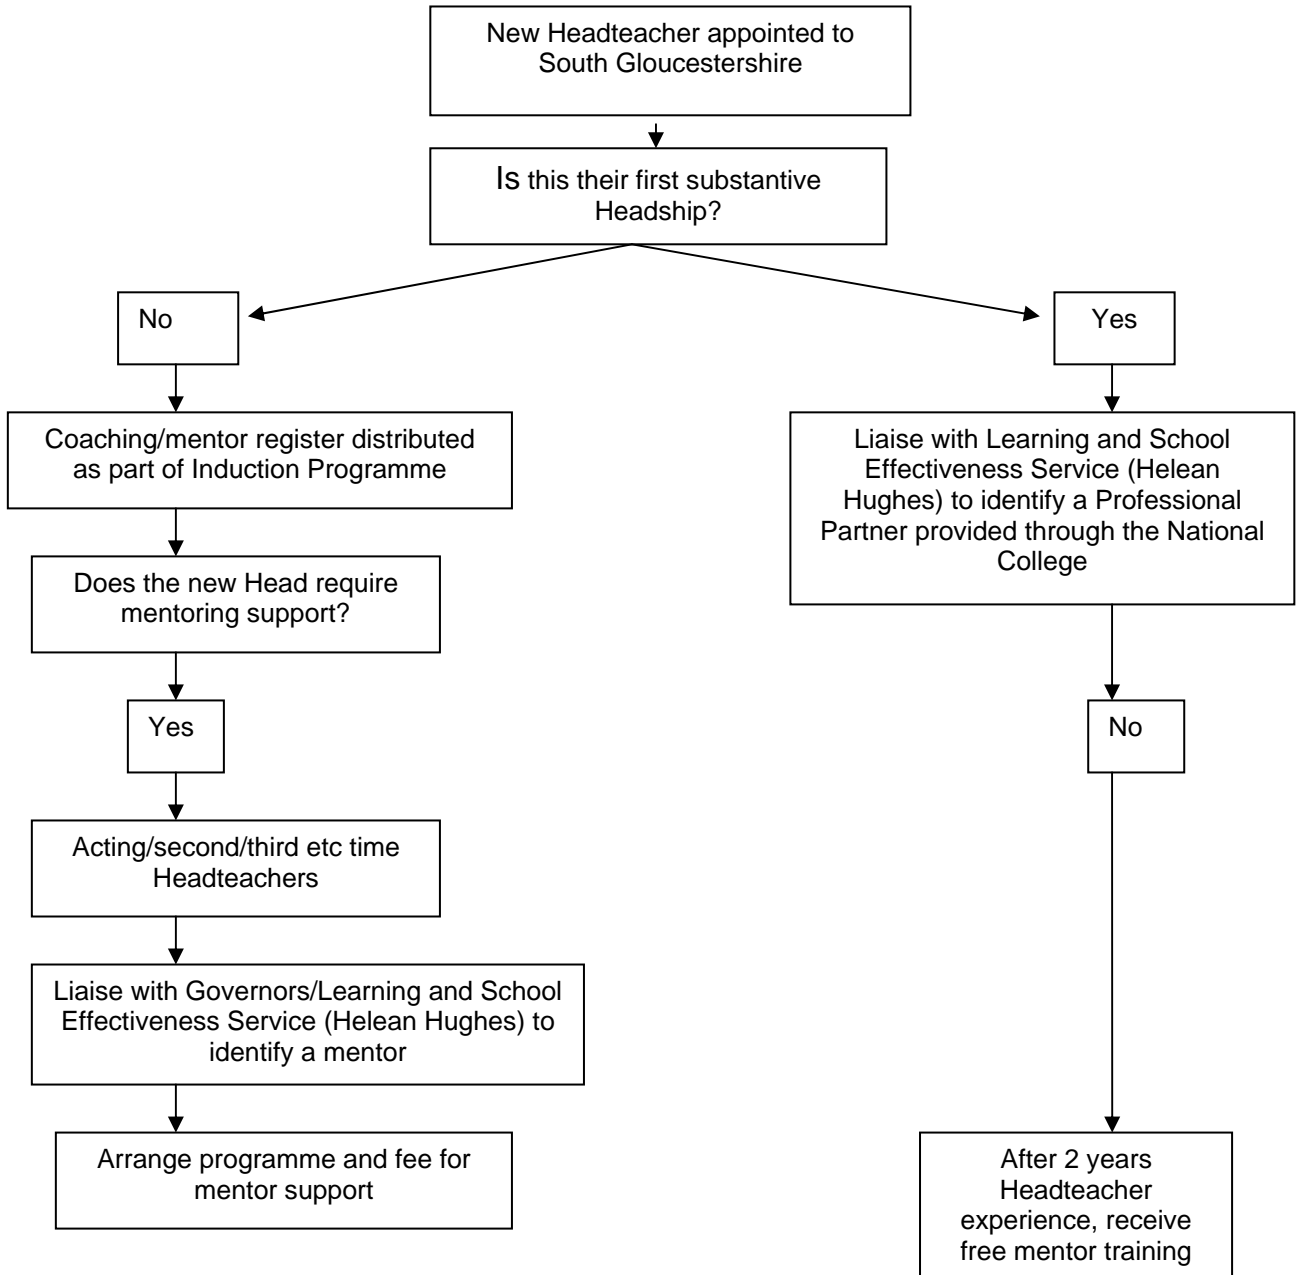 New Headteacher appointed to
South Gloucestershire
Is this their first substantive
Headship?
No
Yes
Coaching/mentor register distributed
as part of Induction Programme
Liaise with Learning and School
Effectiveness Service (Helean
Hughes) to identify a Professional
Partner provided through the National
College
Does the new Head require
mentoring support?
Yes
No
Acting/second/third etc time
Headteachers
Liaise with Governors/Learning and School
Effectiveness Service (Helean Hughes) to
identify a mentor
Arrange programme and fee for
mentor support
After 2 years
Headteacher
experience, receive
free mentor training